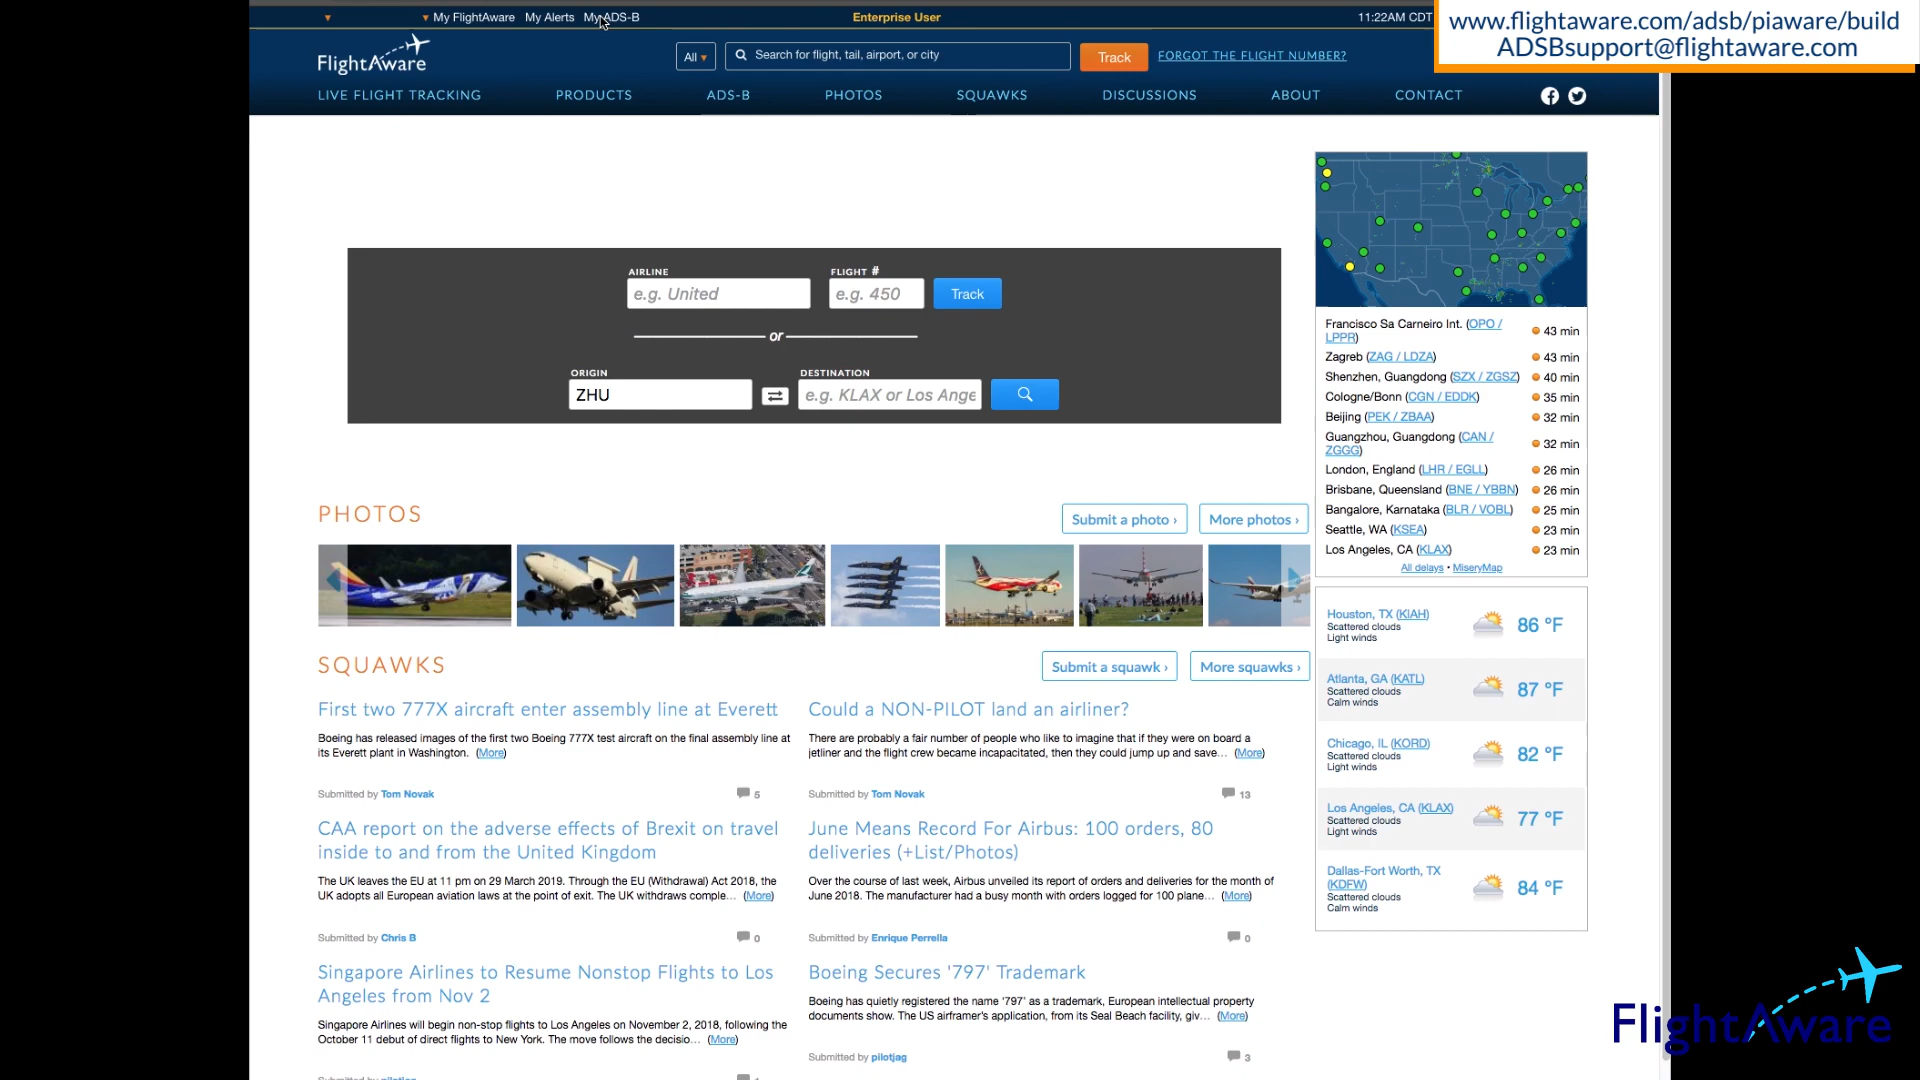 My FlightAware My Alerts My ADS-B
Enterprise User
11:22AM CDT
www.flightaware.com/adsb/piaware/build
ADSBsupport@flightaware.com
FlightAware
All
Search for flight, tail, airport, or city
Track
FORGOT THE FLIGHT NUMBER?
LIVE FLIGHT TRACKING PRODUCTS ADS-B PHOTOS SQUAWKS DISCUSSIONS ABOUT CONTACT
AIRLINE
FLIGHT #
e.g. United
e.g. 450
Track
or
ORIGIN
DESTINATION
ZHU
e.g. KLAX or Los Ange
Francisco Sa Carneiro Int. (OPO /
LPPR) 43 min
Zagreb (ZAG / LDZA) 43 min
Shenzhen, Guangdong (SZX / ZGSZ) 40 min
Cologne/Bonn (CGN / EDDK) 35 min
Beijing (PEK / ZBAA) 32 min
Guangzhou, Guangdong (CAN /
ZGGG) 32 min
London, England (LHR / EGLL) 26 min
Brisbane, Queensland (BNE / YBBN) 26 min
Bangalore, Karnataka (BLR / VOBL) 25 min
Seattle, WA (KSEA) 23 min
Los Angeles, CA (KLAX) 23 min
All delays • MiseryMap
PHOTOS
Submit a photo ›
More photos ›
Houston, TX (KIAH)
Scattered clouds
Light winds
86 °F
Atlanta, GA (KATL)
Scattered clouds
Calm winds
87 °F
Chicago, IL (KORD)
Scattered clouds
Light winds
82 °F
Los Angeles, CA (KLAX)
Scattered clouds
Light winds
77 °F
Dallas-Fort Worth, TX
(KDFW)
Scattered clouds
Calm winds
84 °F
SQUAWKS
Submit a squawk ›
More squawks ›
First two 777X aircraft enter assembly line at Everett
Boeing has released images of the first two Boeing 777X test aircraft on the final assembly line at
its Everett plant in Washington. (More)
Submitted by Tom Novak
5
Could a NON-PILOT land an airliner?
There are probably a fair number of people who like to imagine that if they were on board a
jetliner and the flight crew became incapacitated, then they could jump up and save... (More)
Submitted by Tom Novak
13
CAA report on the adverse effects of Brexit on travel
inside to and from the United Kingdom
The UK leaves the EU at 11 pm on 29 March 2019. Through the EU (Withdrawal) Act 2018, the
UK adopts all European aviation laws at the point of exit. The UK withdraws comple... (More)
Submitted by Chris B
0
June Means Record For Airbus: 100 orders, 80
deliveries (+List/Photos)
Over the course of last week, Airbus unveiled its report of orders and deliveries for the month of
June 2018. The manufacturer had a busy month with orders logged for 100 plane... (More)
Submitted by Enrique Perrella
0
Singapore Airlines to Resume Nonstop Flights to Los
Angeles from Nov 2
Singapore Airlines will begin non-stop flights to Los Angeles on November 2, 2018, following the
October 11 debut of direct flights to New York. The move follows the decisio... (More)
Boeing Secures '797' Trademark
Boeing has quietly registered the name '797' as a trademark, European intellectual property
documents show. The US airframer's application, from its Seal Beach facility, giv... (More)
Submitted by pilotjag
3
FlightAware